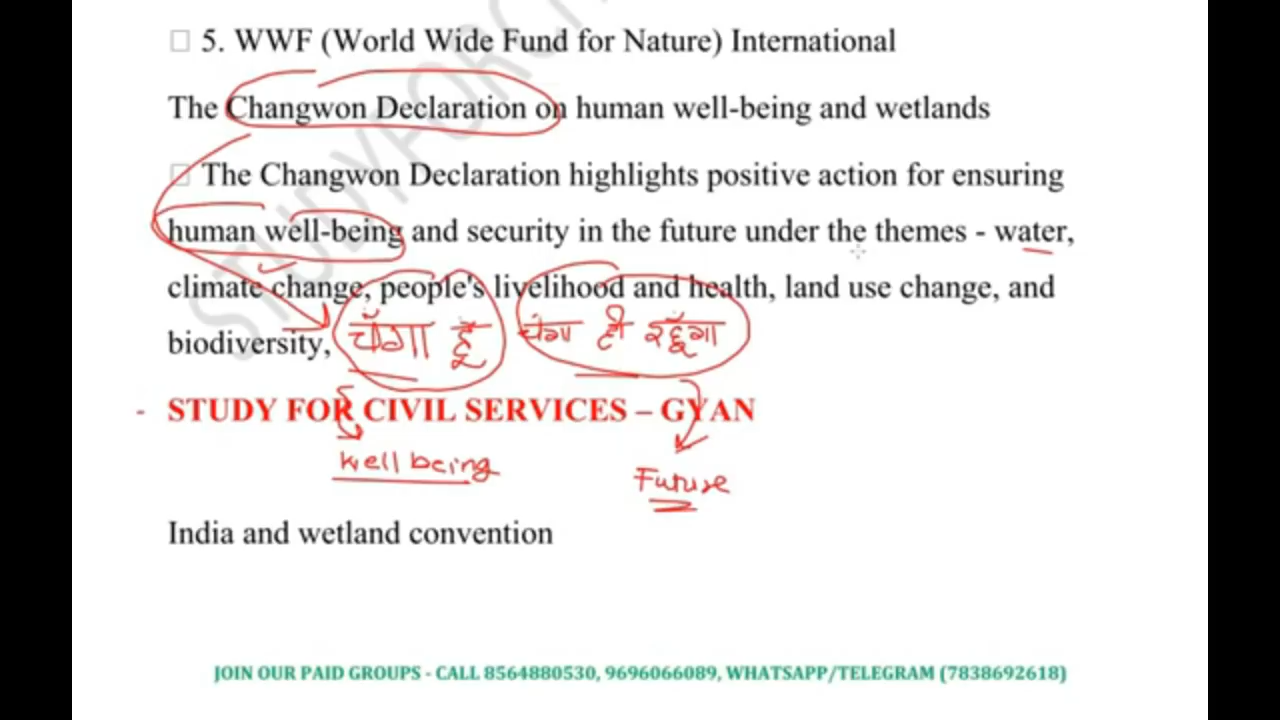 5. WWF (World Wide Fund for Nature) International
The Changwon Declaration on human well-being and wetlands
The Changwon Declaration highlights positive action for ensuring
human well-being and security in the future under the themes - water,
climate change, people's livelihood and health, land use change, and
biodiversity, चँगा हूँ चंगा ही रहूँगा
- STUDY FOR CIVIL SERVICES – GYAN
well being
Future
India and wetland convention
JOIN OUR PAID GROUPS - CALL 8564880530, 9696066089, WHATSAPP/TELEGRAM (7838692618)